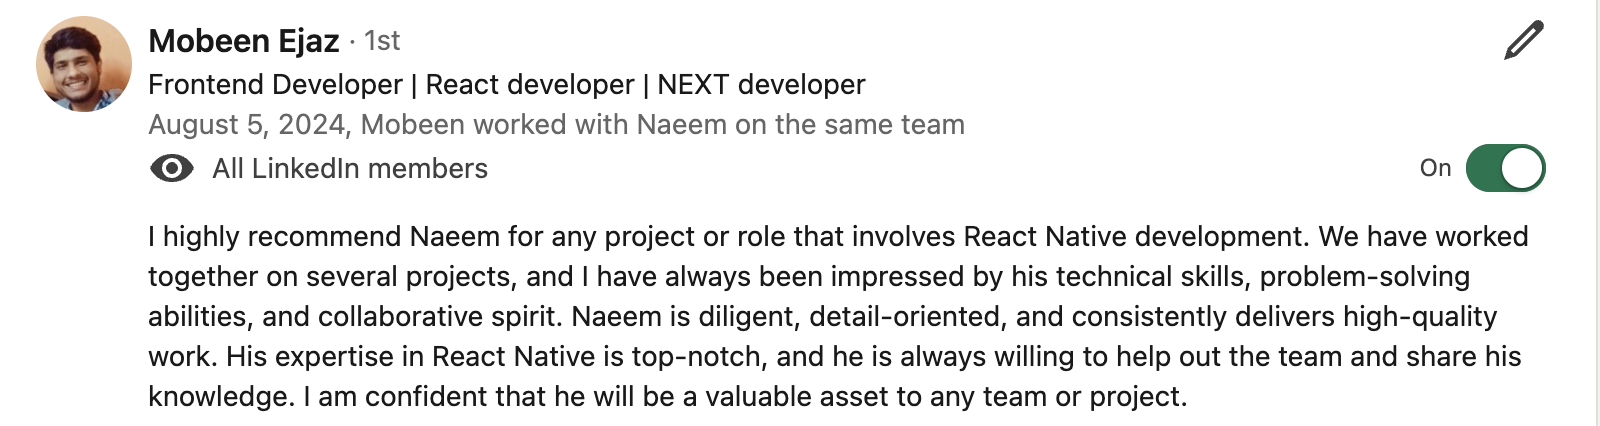 Mobeen Ejaz · 1st
Frontend Developer | React developer | NEXT developer
August 5, 2024, Mobeen worked with Naeem on the same team
All LinkedIn members
On
I highly recommend Naeem for any project or role that involves React Native development. We have worked
together on several projects, and I have always been impressed by his technical skills, problem-solving
abilities, and collaborative spirit. Naeem is diligent, detail-oriented, and consistently delivers high-quality
work. His expertise in React Native is top-notch, and he is always willing to help out the team and share his
knowledge. I am confident that he will be a valuable asset to any team or project.